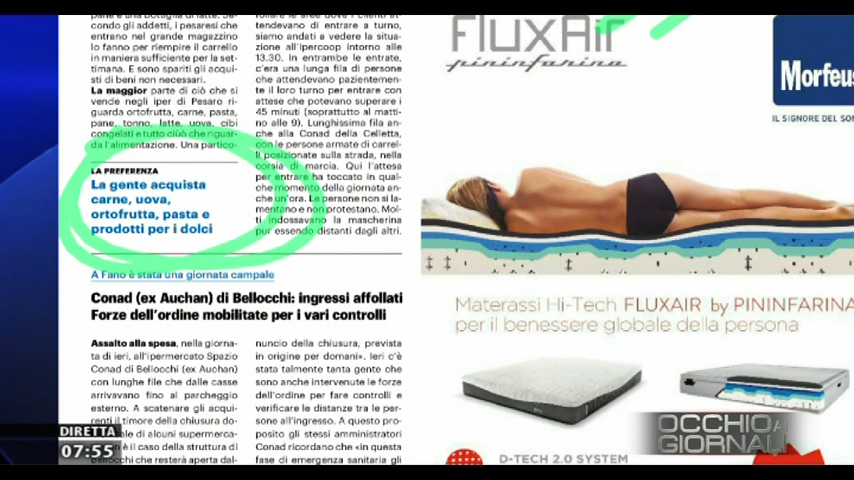 pane e una bottiglia di latte. Se-
condo gli addetti, i pesaresi che
entrano nel grande magazzino
lo fanno per riempire il carrello
in maniera sufficiente per la set-
timana. E sono spariti gli acqui-
sti di beni non necessari.
La maggior parte di ciò che si
vende negli iper di Pesaro ri-
guarda ortofrutta, carne, pasta,
pane, tonno, latte, uova, cibi
congelati e tutto ciùò che riguar-
da l'alimentazione. Una partico-
LA PREFERENZA
La gente acquista
carne, uova,
ortofrutta, pasta e
prodotti per i dolci
follare le aree dove i clienti at-
tendevano di entrare a turno,
siamo andati a vedere la situa-
zione all'Ipercoop intorno alle
13.30. In entrambe le entrate,
c'era una lunga fila di persone
che attendevano pazientemen-
te il loro turno per entrare con
attese che potevano superare i
45 minuti (soprattutto al matti-
no alle 9). Lunghissima fila an-
che alla Conad della Celletta,
con le persone armate di carrel-
li posizionate sulla strada, nella
corsia di marcia. Qui l'attesa
per entrare ha toccato in qual-
che momento della giornata an-
che un'ora. Le persone non si la-
mentano e non protestano. Mol-
ti indossavano la mascherina
pur essendo distanti dagli altri.
A Fano è stata una giornata campale
Conad (ex Auchan) di Bellocchi: ingressi affollati
Forze dell'ordine mobilitate per i vari controlli
Assalto alla spesa, nella giorna-
ta di ieri, all'ipermercato Spazio
Conad di Bellocchi (ex Auchan)
con lunghe file che dalle casse
arrivavano fino al parcheggio
esterno. A scatenare gli acqui-
renti il timore della chiusura do-
le di alcuni supermerca-
n è il caso della struttura di
llocchi che resterà aperta dal-
nuncio della chiusura, prevista
in origine per domani». Ieri c'è
stata talmente tanta gente che
sono anche intervenute le forze
dell'ordine per fare controlli e
verificare le distanze tra le per-
sone all'ingresso. A questo pro-
posito gli stessi amministratori
Conad ricordano che «in questa
fase di emergenza sanitaria gli
FLUXAIR
pininfarina
Morfeus
IL SIGNORE DEL SON
Materassi Hi-Tech FLUXAIR by PININFARINA
per il benessere globale della persona
D-TECH 2.0 SYSTEM
DIRETTA
07:55
OCCHIO AI
GIORNALI